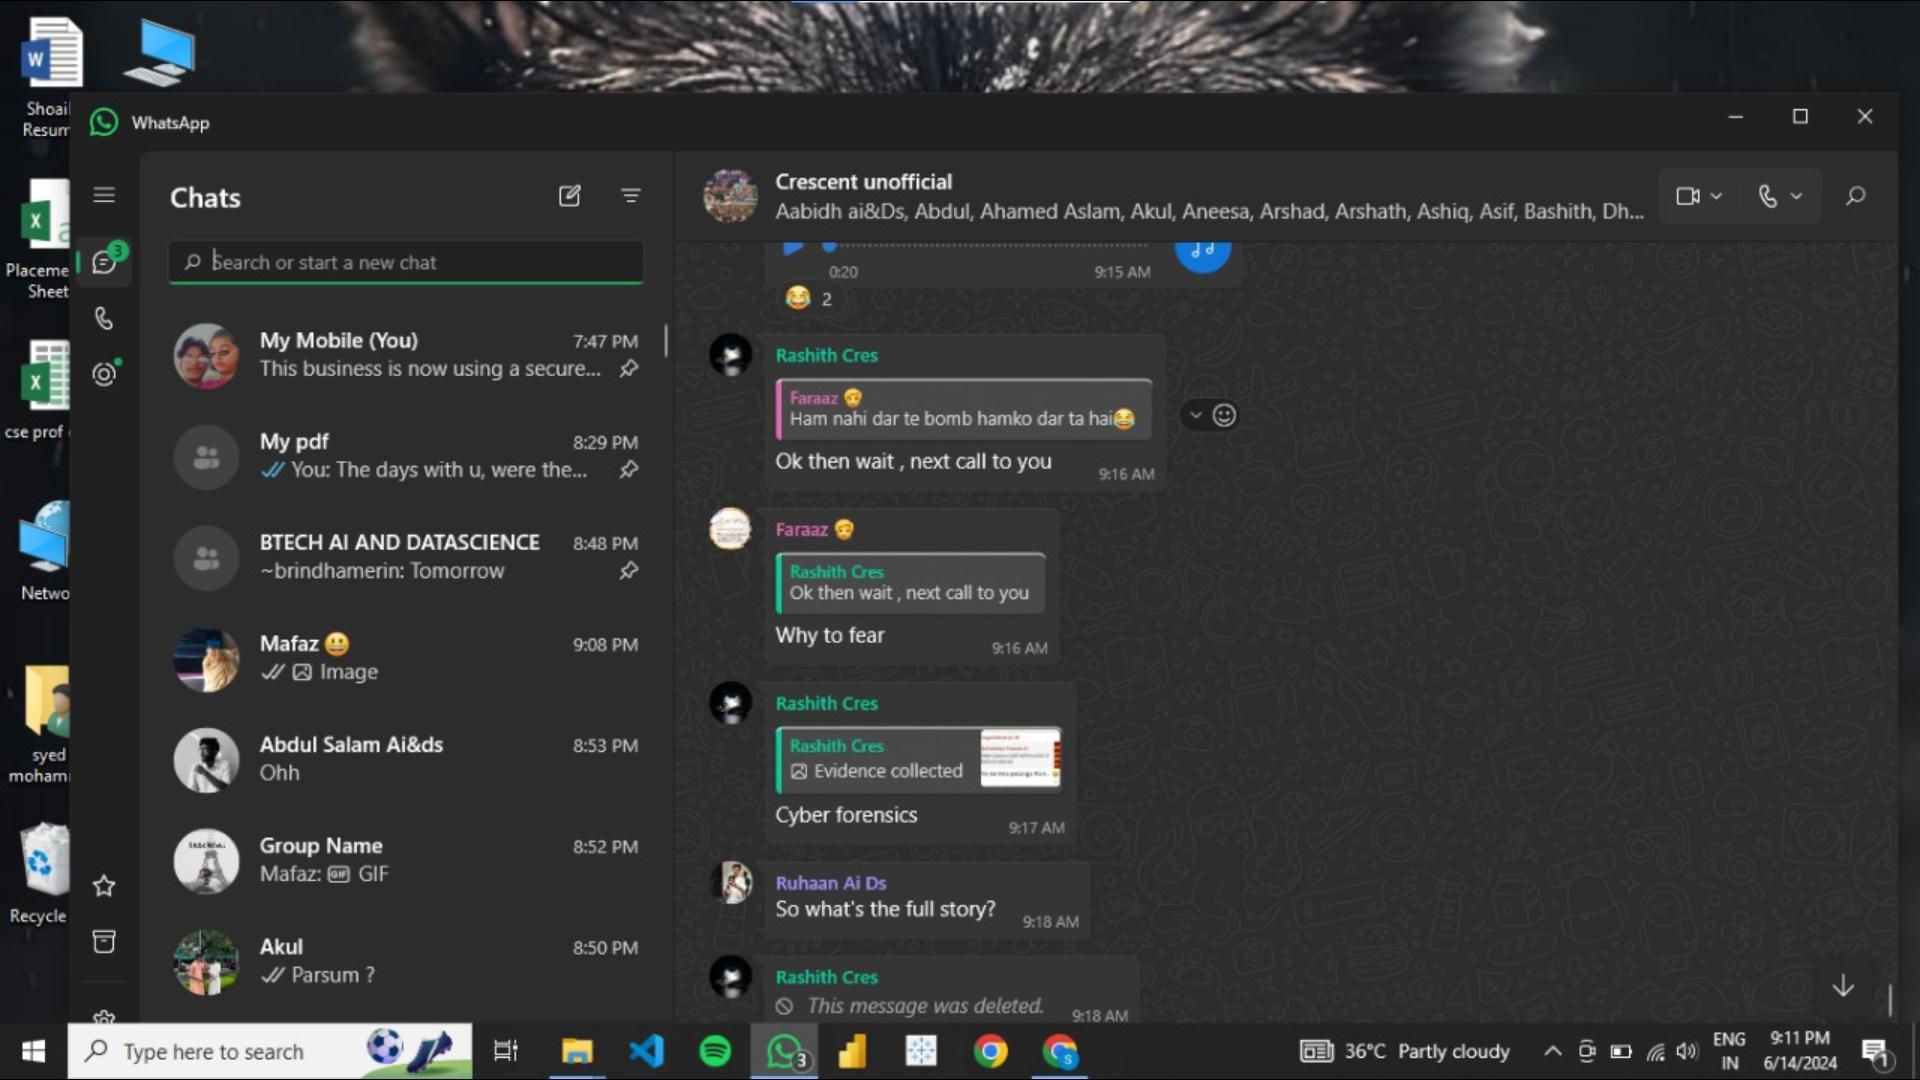 Shoail
Resum
Placeme
Sheet
cse prof
Netwo
syed
mohami
Recycle
WhatsApp
3
Chats
Search or start a new chat
My Mobile (You)
7:47 PM
This business is now using a secure...
My pdf
8:29 PM
You: The days with u, were the...
BTECH AI AND DATASCIENCE
8:48 PM
~brindhamerin: Tomorrow
Mafaz 😀
9:08 PM
Image
Abdul Salam Ai&ds
8:53 PM
Ohh
Group Name
8:52 PM
Mafaz: GIF GIF
Akul
8:50 PM
Parsum ?
Crescent unofficial
Aabidh ai&Ds, Abdul, Ahamed Aslam, Akul, Aneesa, Arshad, Arshath, Ashiq, Asif, Bashith, Dh...
0:20
9:15 AM
😂 2
Rashith Cres
Faraaz
Ham nahi dar te bomb hamko dar ta hai😂
Ok then wait , next call to you
9:16 AM
Faraaz
Rashith Cres
Ok then wait , next call to you
Why to fear
9:16 AM
Rashith Cres
Rashith Cres
Evidence collected
Cyber forensics
9:17 AM
Ruhaan Ai Ds
So what's the full story?
9:18 AM
Rashith Cres
This message was deleted.
9:18 AM
Type here to search
3
S
36°C Partly cloudy
ENG
IN
9:11 PM
6/14/2024
1